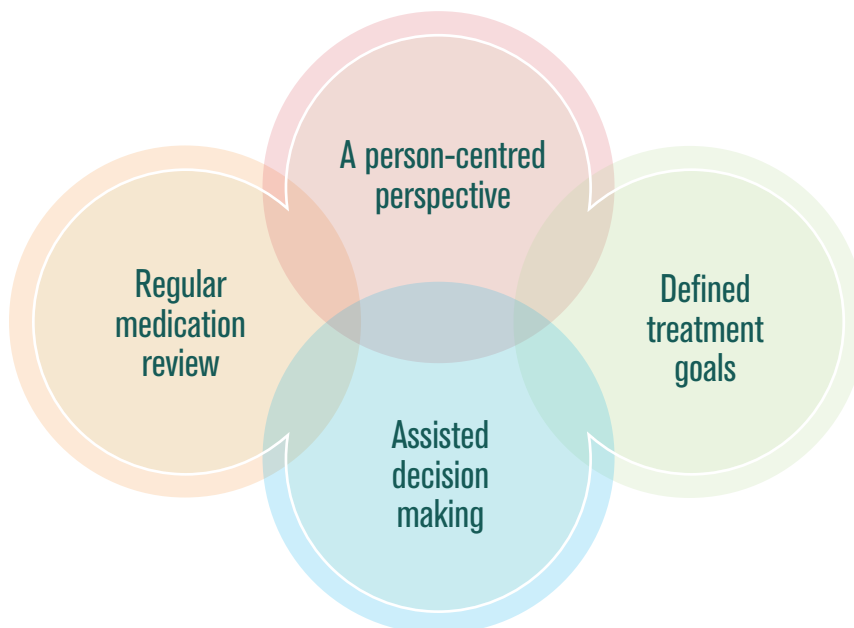 A person-centred
perspective
Regular
medication
review
Defined
treatment
goals
Assisted
decision
making